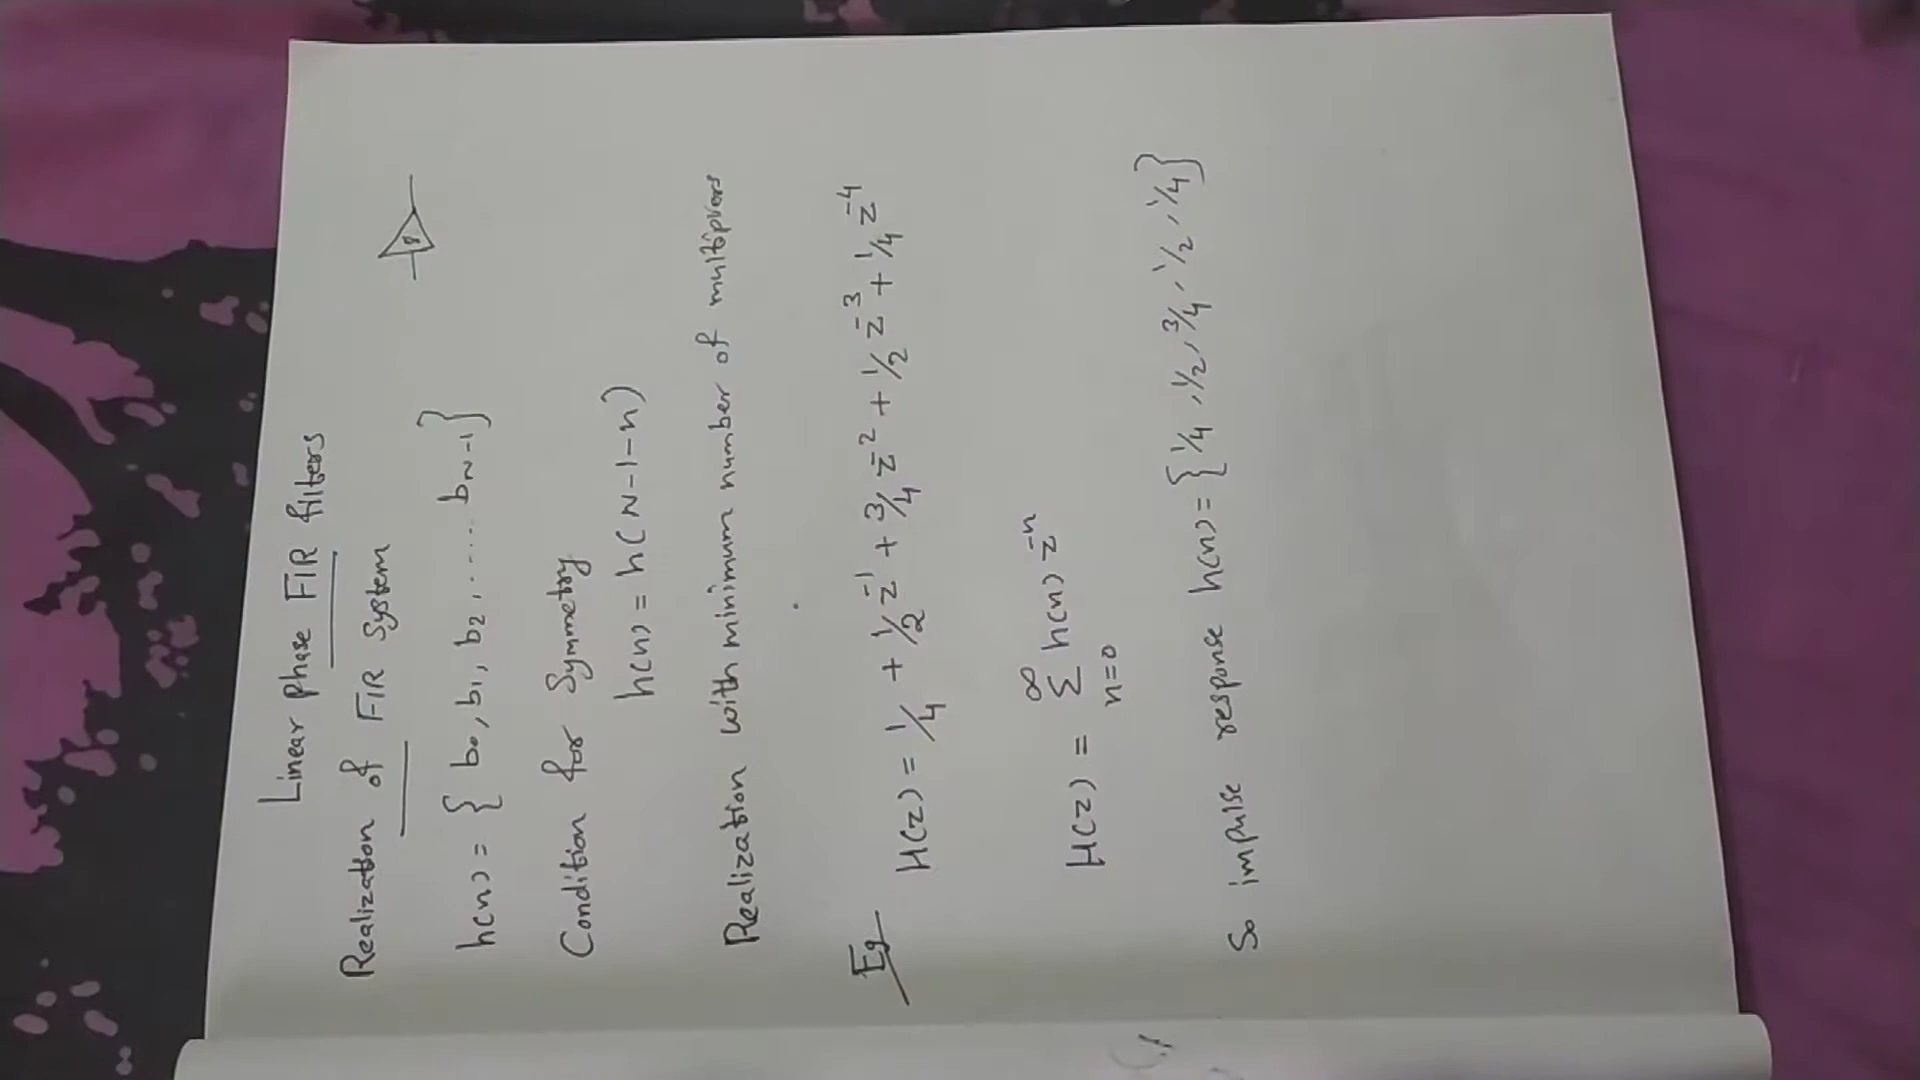 Linear phase FIR filters
Realization of FIR System
h(n) = { b0, b1, b2, .... bN-1 }
Condition for Symmetry
h(n) = h(N-1-n)
Realization with minimum number of multipiers
Eg
H(z) = 1/4 + 1/2 z^-1 + 3/4 z^-2 + 1/2 z^-3 + 1/4 z^-4
H(z) = ∞ Σ n=0 h(n) z^-n
So impulse response h(n) = { 1/4, 1/2, 3/4, 1/2, 1/4 }